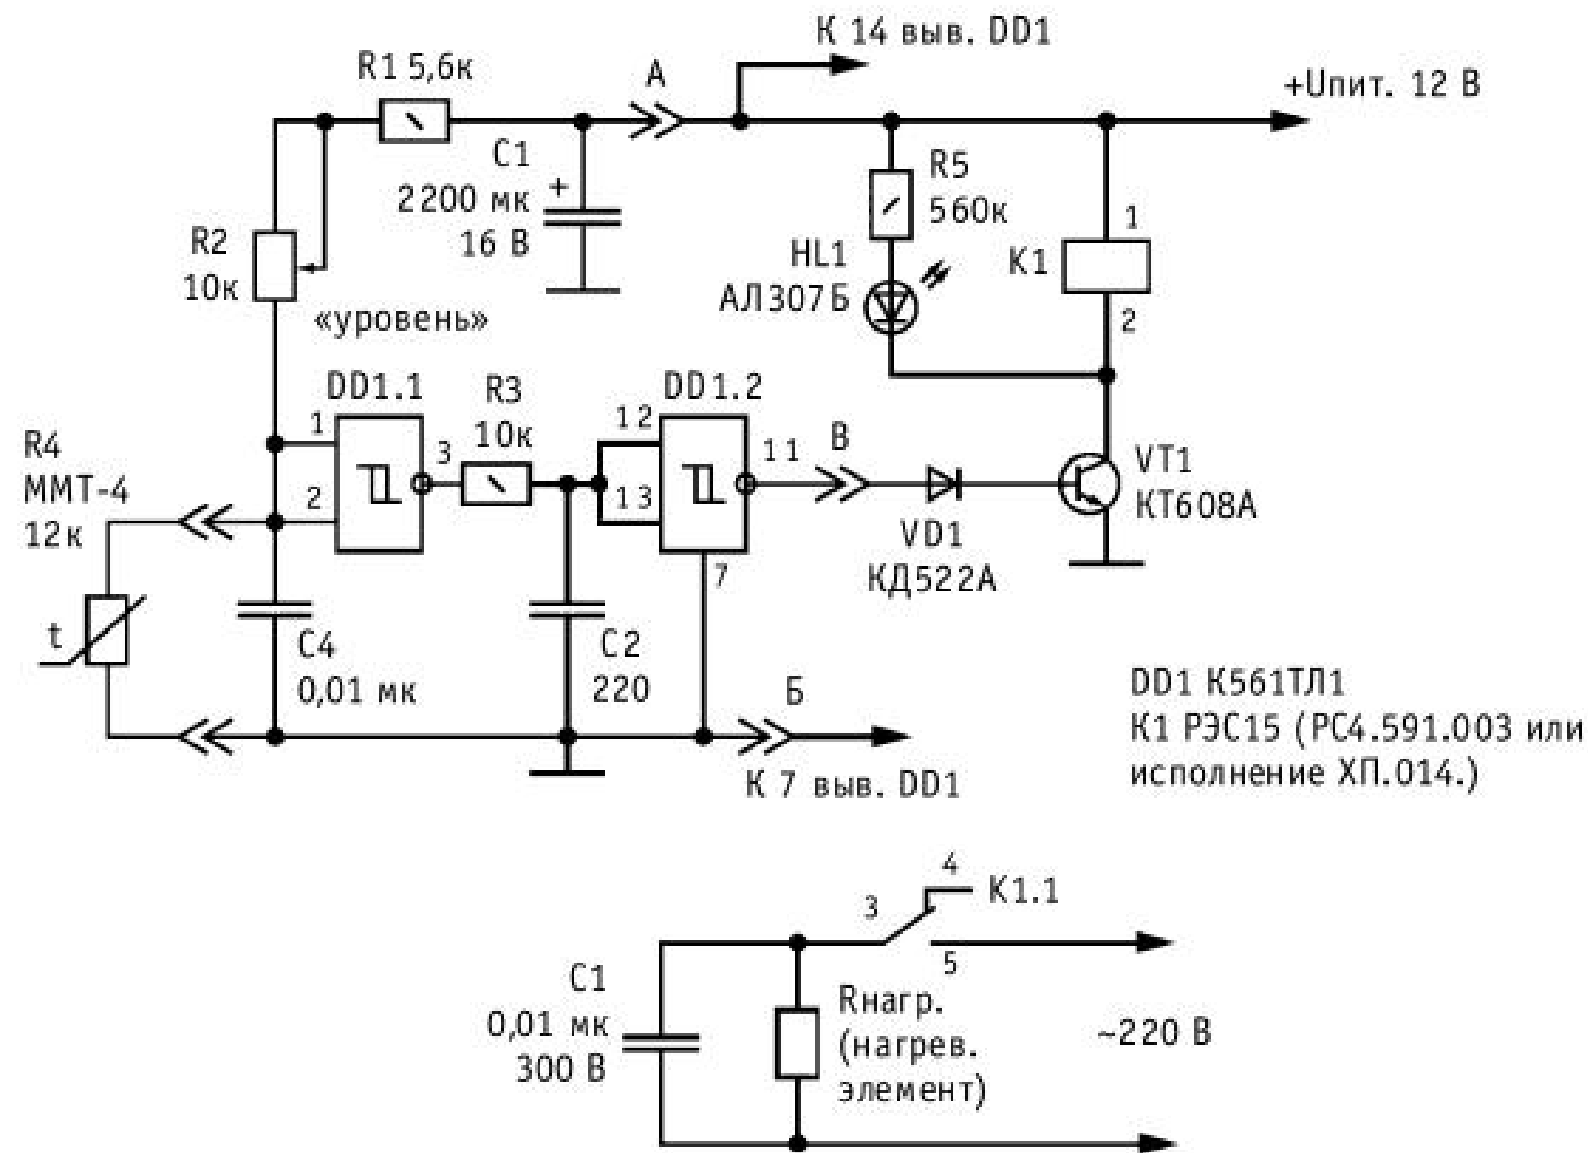 К 14 выв. DD1
R1 5,6к
А
+Uпит. 12 В
С1
2200 мк
16 В
+
R5
560к
R2
10к
«уровень»
HL1
АЛ307Б
К1
1
2
DD1.1
R3
10к
DD1.2
R4
ММТ-4
12к
1
2
3
12
13
11
В
VT1
КТ608А
VD1
КД522А
7
t
С4
0,01 мк
С2
220
Б
К 7 выв. DD1
DD1 К561ТЛ1
К1 РЭС15 (РС4.591.003 или
исполнение ХП.014.)
4
К1.1
3
5
С1
0,01 мк
300 В
Rнагр.
(нагрев.
элемент)
~220 В